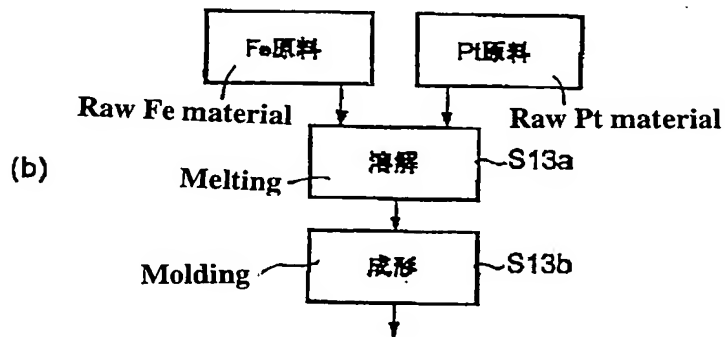 Fe原料
Pt原料
Raw Fe material
Raw Pt material
(b)
溶解
S13a
Melting
成形
S13b
Molding